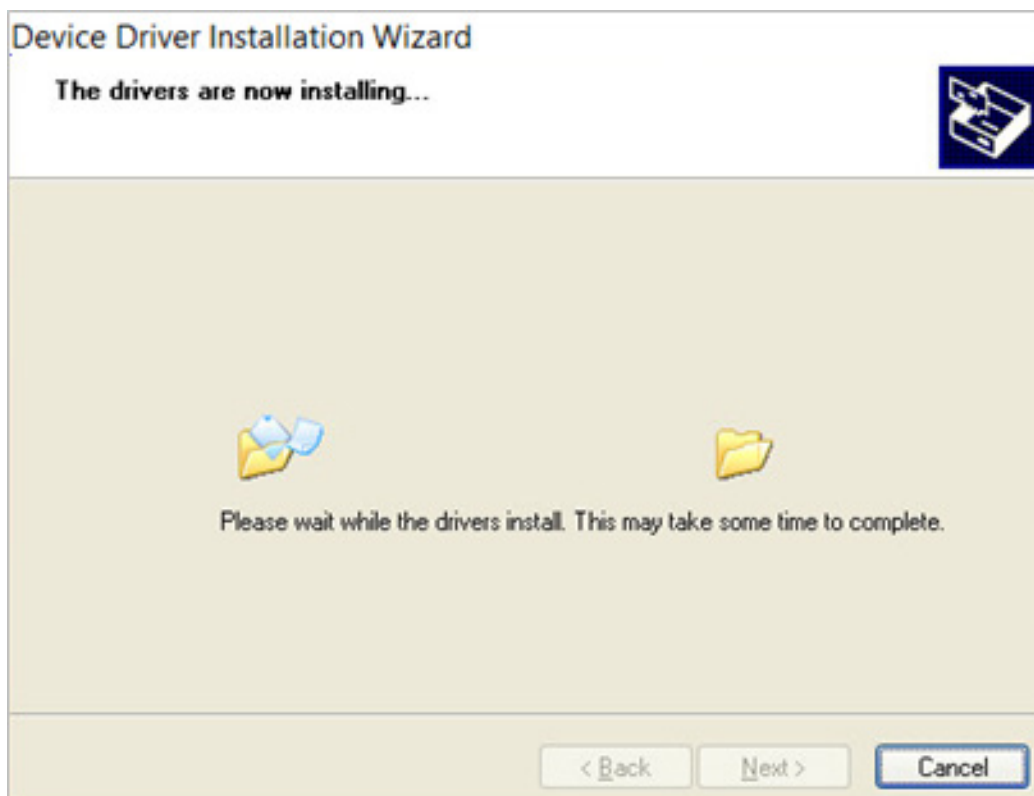 Device Driver Installation Wizard
The drivers are now installing...
Please wait while the drivers install. This may take some time to complete.
< Back
Next >
Cancel